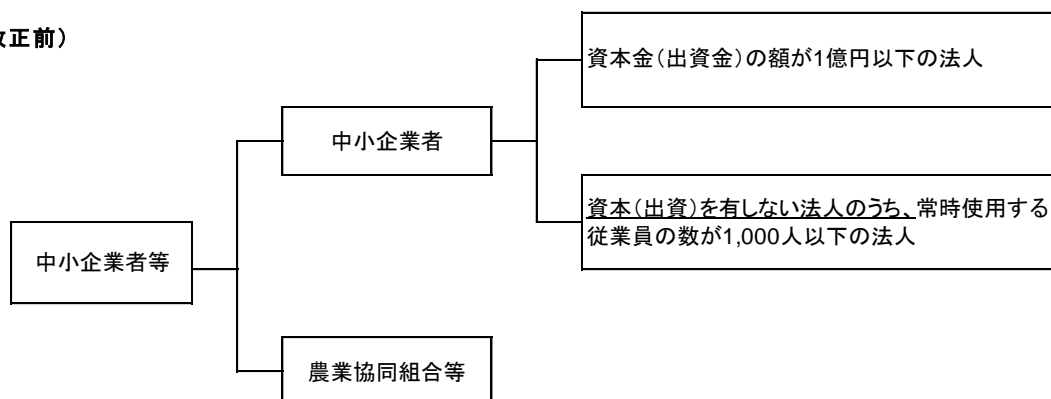 改正前）
資本金（出資金）の額が1億円以下の法人
中小企業者
資本（出資）を有しない法人のうち、常時使用する
従業員の数が1,000人以下の法人
中小企業者等
農業協同組合等